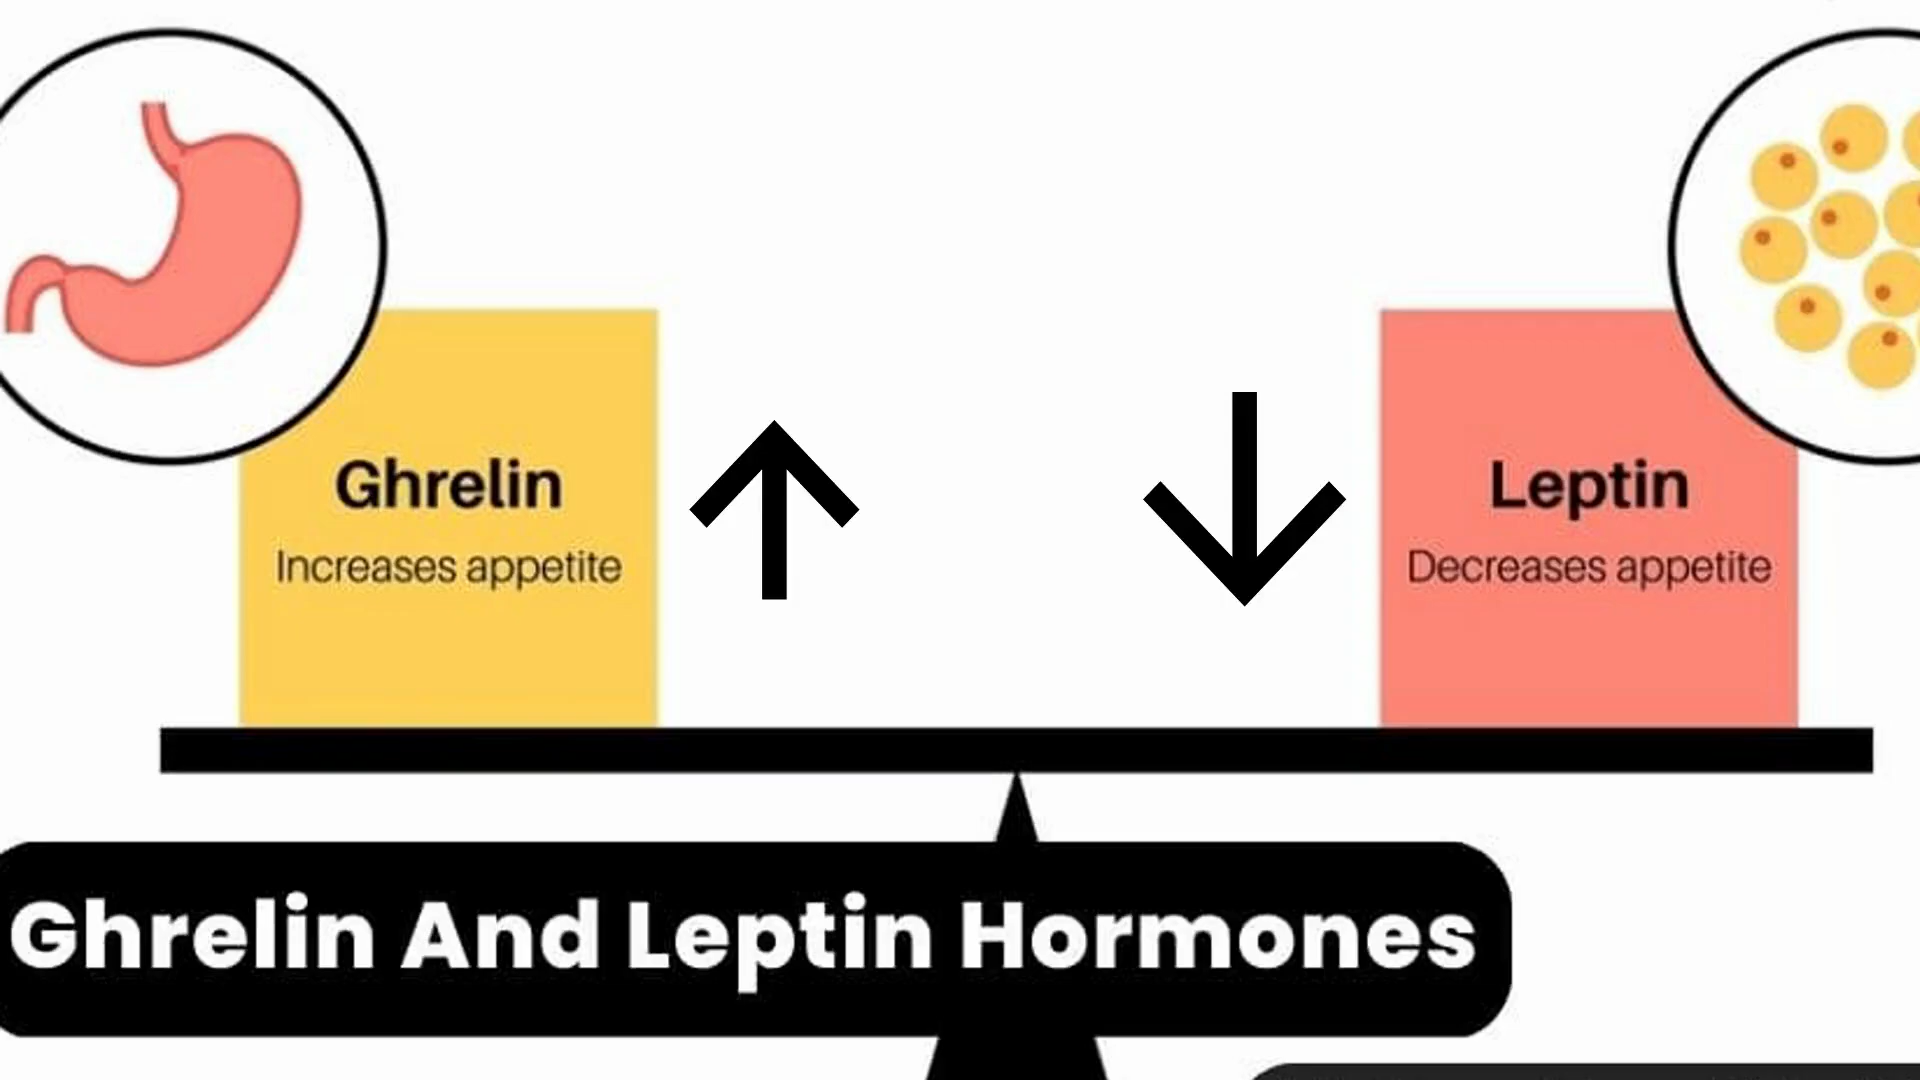 Ghrelin
Increases appetite
Leptin
Decreases appetite
Ghrelin And Leptin Hormones